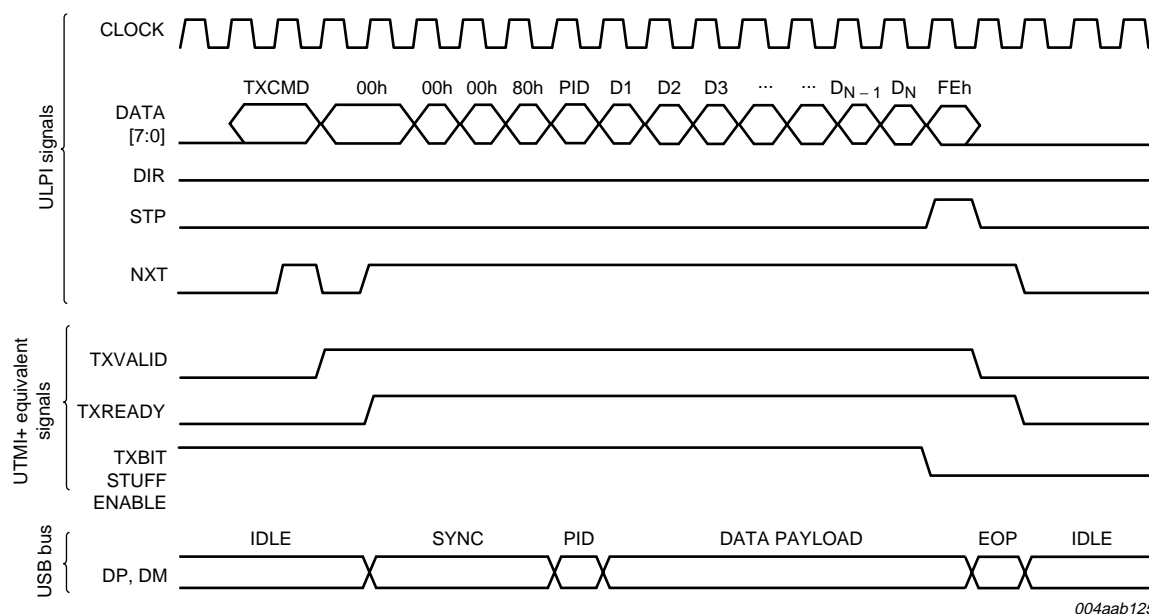 CLOCK
TXCMD 00h 00h 00h 80h PID D1 D2 D3 ... ... DN – 1 DN FEh
DATA
[7:0]
DIR
STP
NXT
ULPI signals
TXVALID
TXREADY
TXBIT
STUFF
ENABLE
UTMI+ equivalent
signals
IDLE SYNC PID DATA PAYLOAD EOP IDLE
DP, DM
USB bus